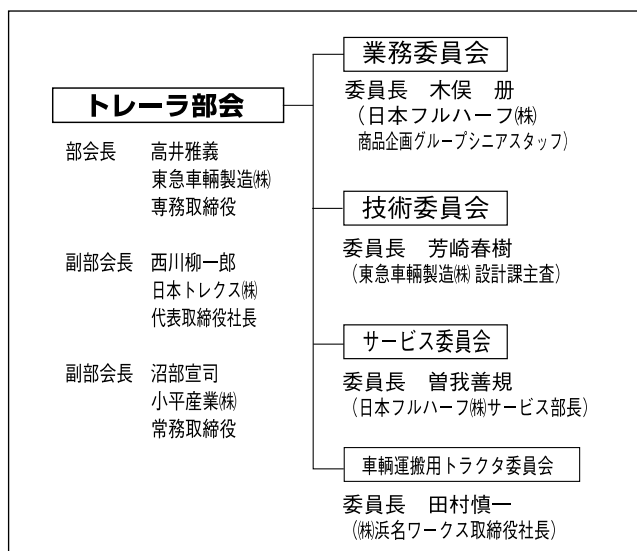 トレーラ部会
部会長 高井雅義
東急車輛製造㈱
専務取締役
副部会長 西川柳一郎
日本トレクス㈱
代表取締役社長
副部会長 沼部宣司
小平産業㈱
常務取締役
業務委員会
委員長 木俣 册
(日本フルハーフ㈱
商品企画グループシニアスタッフ)
技術委員会
委員長 芳崎春樹
(東急車輛製造㈱ 設計課主査)
サービス委員会
委員長 曽我善規
(日本フルハーフ㈱サービス部長)
車輌運搬用トラクタ委員会
委員長 田村慎一
(㈱浜名ワークス取締役社長)